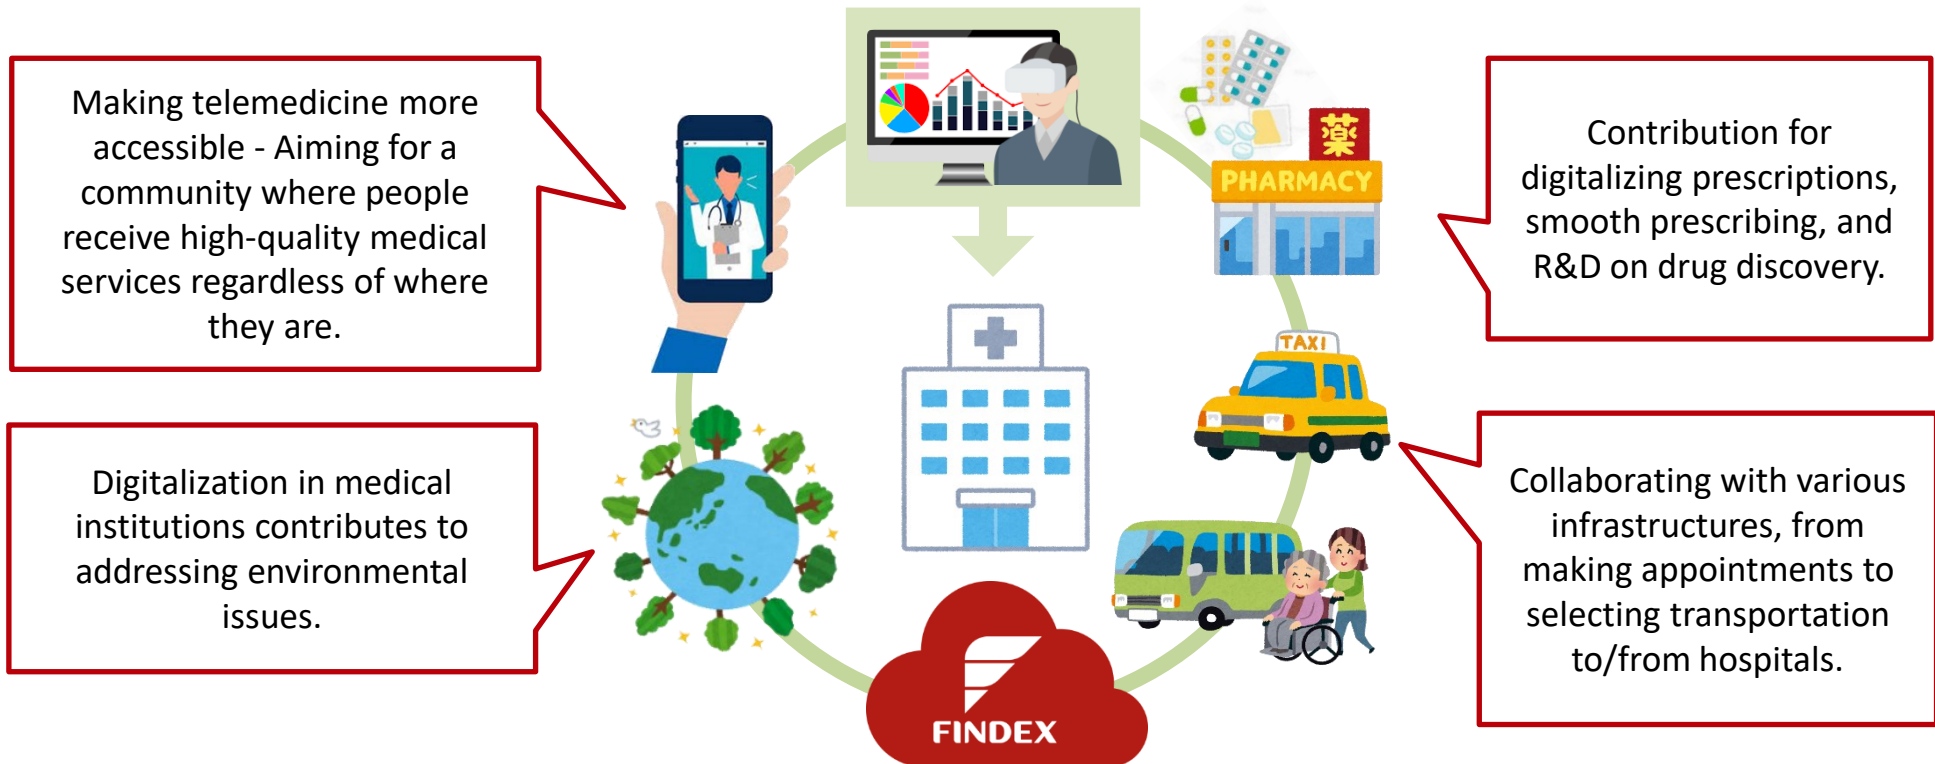 Making telemedicine more
accessible - Aiming for a
community where people
receive high-quality medical
services regardless of where
they are.
Digitalization in medical
institutions contributes to
addressing environmental
issues.
薬
PHARMACY
TAXI
FINDEX
Contribution for
digitalizing prescriptions,
smooth prescribing, and
R&D on drug discovery.
Collaborating with various
infrastructures, from
making appointments to
selecting transportation
to/from hospitals.